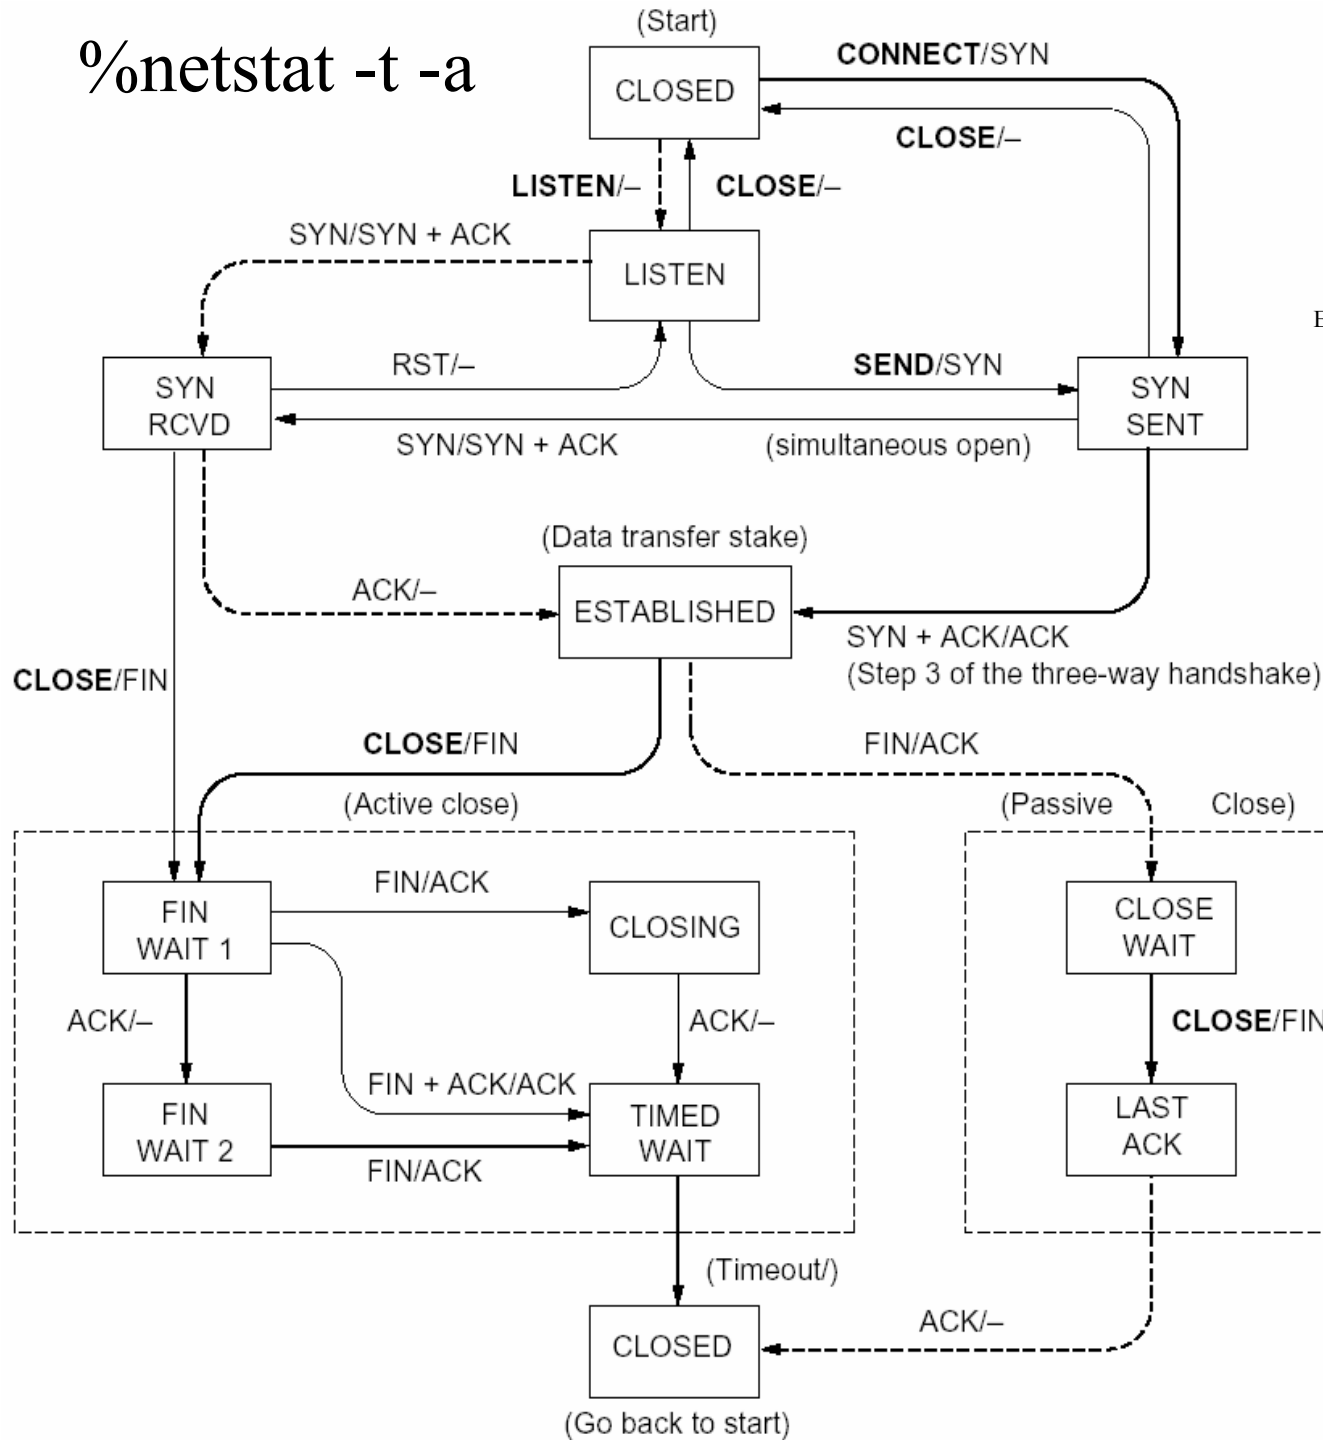 %netstat -t -a
(Start)
CLOSED
CONNECT/SYN
CLOSE/–
LISTEN/–
CLOSE/–
SYN/SYN + ACK
LISTEN
E
RST/–
SEND/SYN
SYN
RCVD
SYN
SENT
SYN/SYN + ACK
(simultaneous open)
(Data transfer stake)
ACK/–
ESTABLISHED
SYN + ACK/ACK
(Step 3 of the three-way handshake)
CLOSE/FIN
CLOSE/FIN
FIN/ACK
(Active close)
(Passive Close)
FIN/ACK
FIN
WAIT 1
CLOSING
CLOSE
WAIT
ACK/–
ACK/–
CLOSE/FIN
FIN + ACK/ACK
FIN
WAIT 2
TIMED
WAIT
LAST
ACK
FIN/ACK
(Timeout/)
CLOSED
ACK/–
(Go back to start)